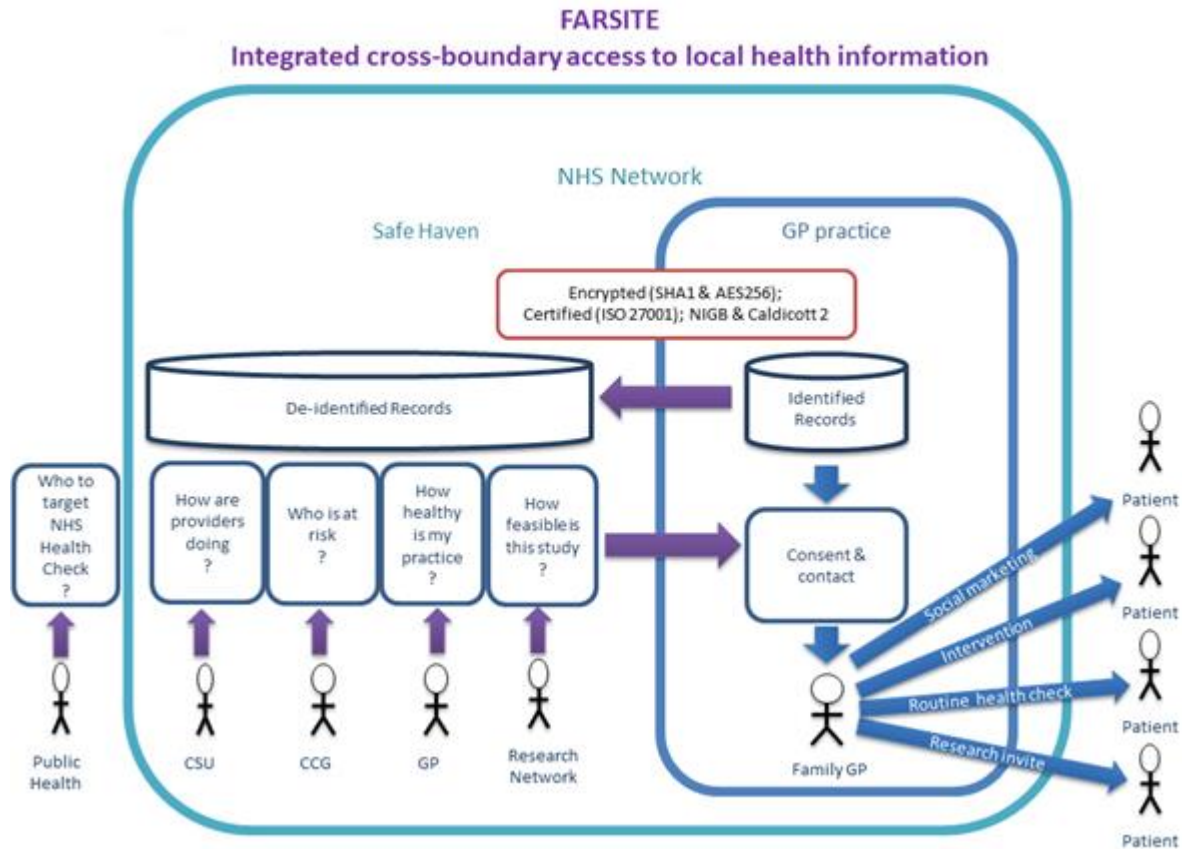 FARSITE
Integrated cross-boundary access to local health information
NHS Network
Safe Haven
GP practice
Encrypted (SHA1 & AES256);
Certified (ISO 27001); NIGB & Caldicott 2
De-identified Records
Identified
Records
Who to
target
NHS
Health
Check
?
How are
providers
doing
?
Who is at
risk
?
How
healthy
is my
practice
?
How
feasible is
this study
?
Consent &
contact
Social marketing
Intervention
Routine health check
Research invite
Patient
Patient
Patient
Patient
Public
Health
CSU
CCG
GP
Research
Network
Family GP